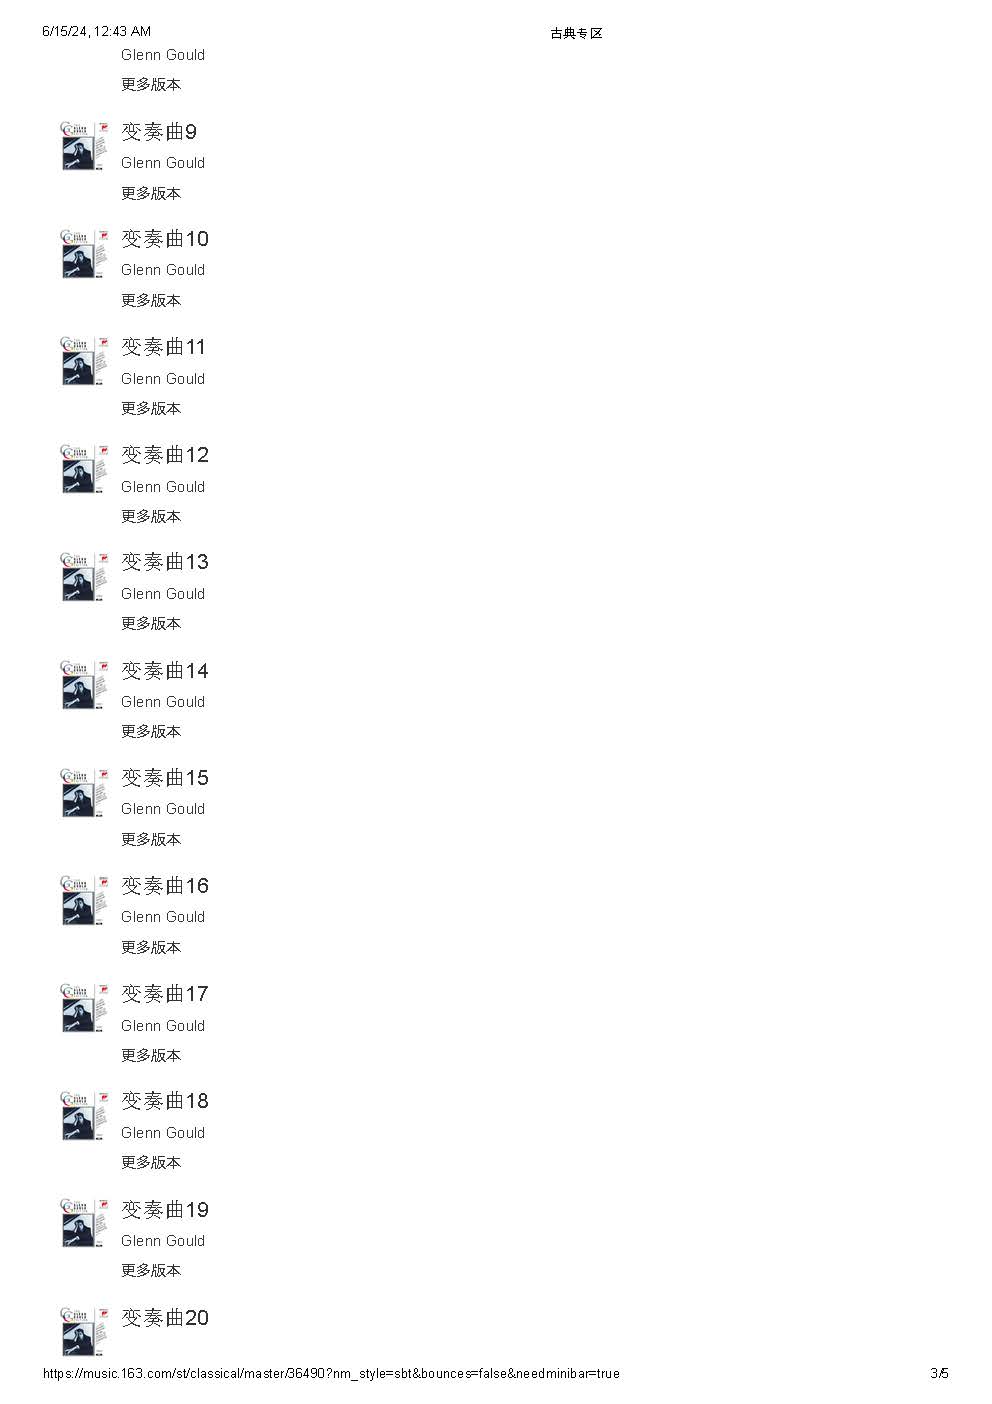 6/15/24, 12:43 AM 古典专区
Glenn Gould
更多版本
变奏曲9
Glenn Gould
更多版本
变奏曲10
Glenn Gould
更多版本
变奏曲11
Glenn Gould
更多版本
变奏曲12
Glenn Gould
更多版本
变奏曲13
Glenn Gould
更多版本
变奏曲14
Glenn Gould
更多版本
变奏曲15
Glenn Gould
更多版本
变奏曲16
Glenn Gould
更多版本
变奏曲17
Glenn Gould
更多版本
变奏曲18
Glenn Gould
更多版本
变奏曲19
Glenn Gould
更多版本
变奏曲20
https://music.163.com/st/classical/master/36490?nm_style=sbt&bounces=false&needminibar=true 3/5